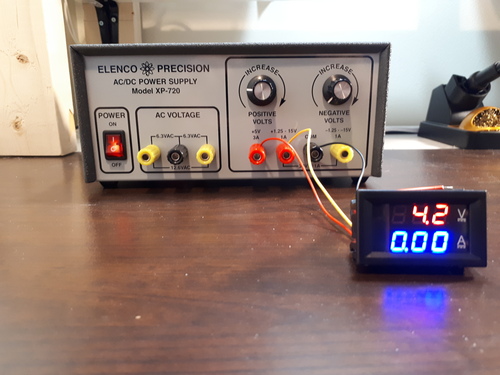 ELENCO PRECISION
AC/DC POWER SUPPLY
Model XP-720
POWER
ON
OFF
AC VOLTAGE
6.3VAC 6.3VAC
12.6VAC
INCREASE
POSITIVE
VOLTS
INCREASE
NEGATIVE
VOLTS
+5V
3A
+1.25 - 15V
1A
COM
-1.25 - 15V
1A
4.2 V
0.00 A